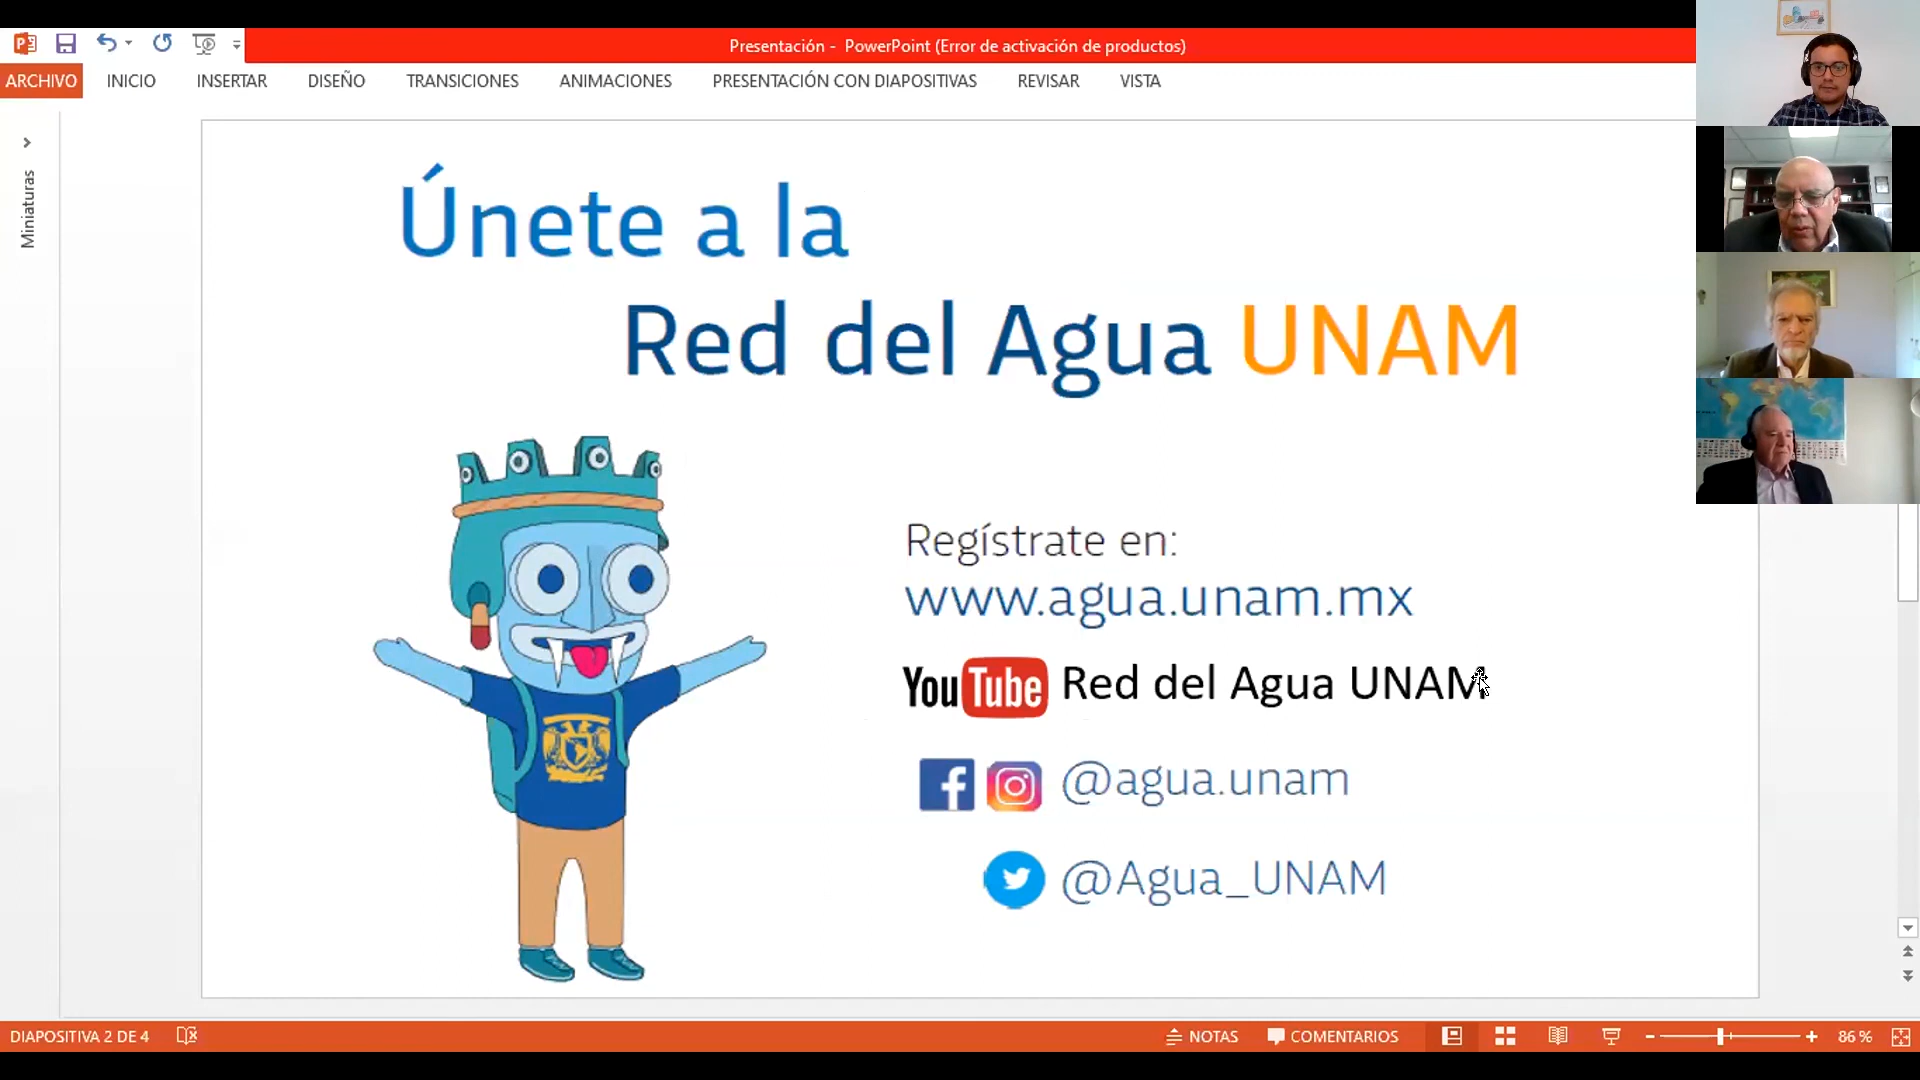 Presentación - PowerPoint (Error de activación de productos)
ARCHIVO INICIO INSERTAR DISEÑO TRANSICIONES ANIMACIONES PRESENTACIÓN CON DIAPOSITIVAS REVISAR VISTA
Miniaturas
Únete a la
Red del Agua UNAM
Regístrate en:
www.agua.unam.mx
YouTube Red del Agua UNAM
@agua.unam
@Agua_UNAM
DIAPOSITIVA 2 DE 4 NOTAS COMENTARIOS 86 %